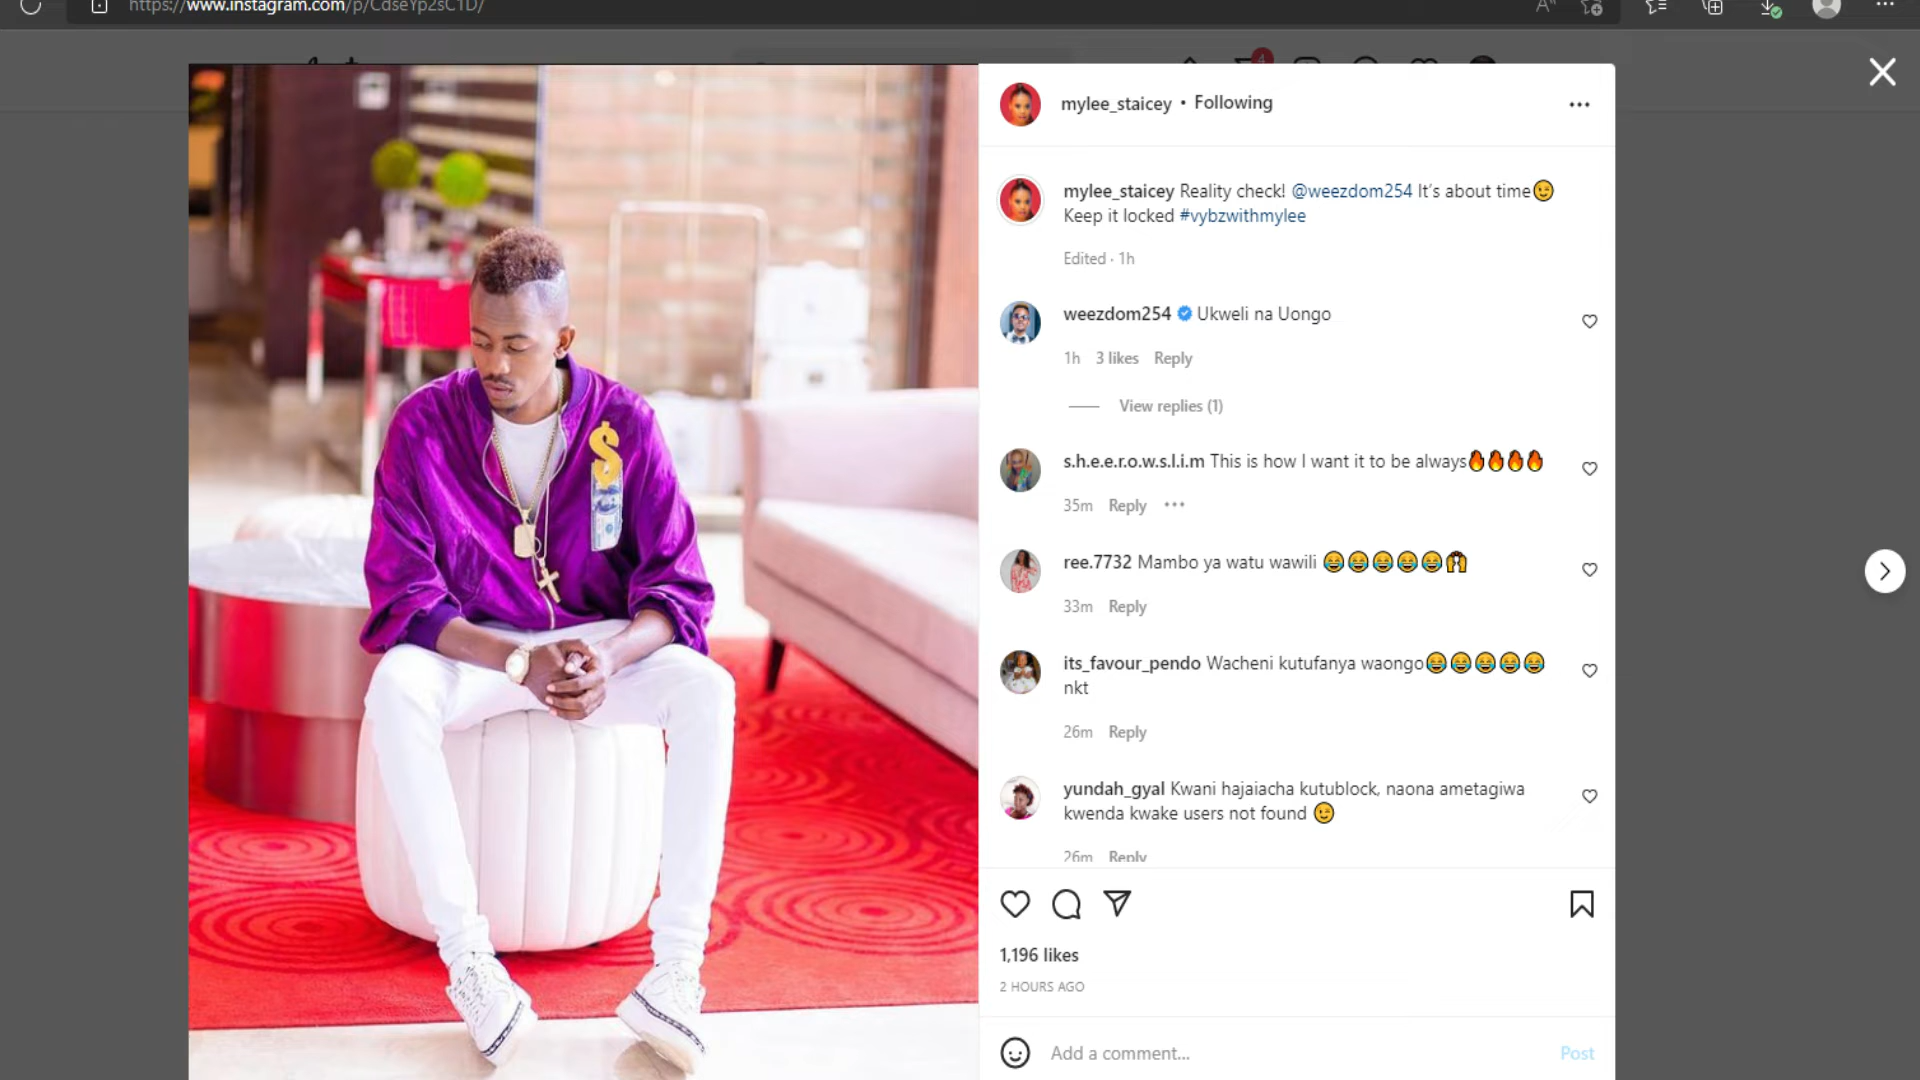 https://www.instagram.com/p/CdseYp2sC1D/
4
mylee_staicey • Following
mylee_staicey Reality check! @weezdom254 It’s about time😉
Keep it locked #vybzwithmylee
Edited · 1h
weezdom254 Ukweli na Uongo
1h 3 likes Reply
View replies (1)
s.h.e.e.r.o.w.s.l.i.m This is how I want it to be always🔥🔥🔥🔥
35m Reply
ree.7732 Mambo ya watu wawili 😂😂😂😂😂🙌
33m Reply
its_favour_pendo Wacheni kutufanya waongo😂😂😂😂😂
nkt
26m Reply
yundah_gyal Kwani hajaiacha kutublock, naona ametagiwa
kwenda kwake users not found 😉
26m Reply
1,196 likes
2 HOURS AGO
Add a comment... Post
$